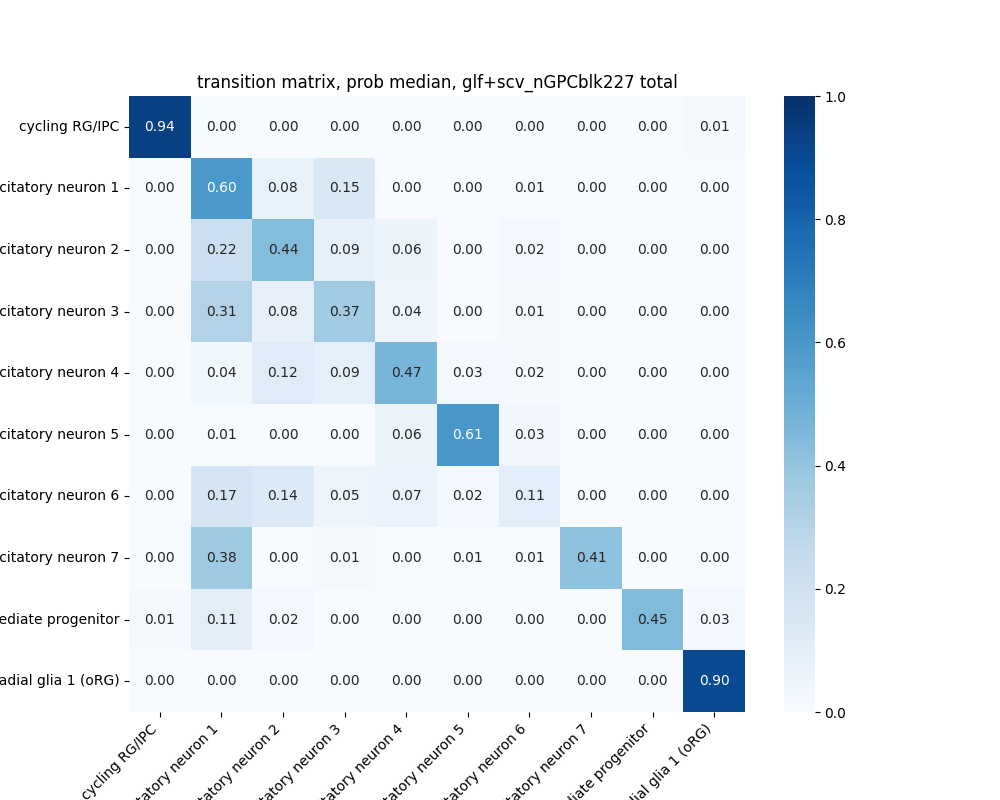 transition matrix, prob median, glf+scv_nGPCblk227 total
cycling RG/IPC 0.94 0.00 0.00 0.00 0.00 0.00 0.00 0.00 0.00 0.01
citatory neuron 1 0.00 0.60 0.08 0.15 0.00 0.00 0.01 0.00 0.00 0.00
citatory neuron 2 0.00 0.22 0.44 0.09 0.06 0.00 0.02 0.00 0.00 0.00
citatory neuron 3 0.00 0.31 0.08 0.37 0.04 0.00 0.01 0.00 0.00 0.00
citatory neuron 4 0.00 0.04 0.12 0.09 0.47 0.03 0.02 0.00 0.00 0.00
citatory neuron 5 0.00 0.01 0.00 0.00 0.06 0.61 0.03 0.00 0.00 0.00
citatory neuron 6 0.00 0.17 0.14 0.05 0.07 0.02 0.11 0.00 0.00 0.00
citatory neuron 7 0.00 0.38 0.00 0.01 0.00 0.01 0.01 0.41 0.00 0.00
ediate progenitor 0.01 0.11 0.02 0.00 0.00 0.00 0.00 0.00 0.45 0.03
adial glia 1 (oRG) 0.00 0.00 0.00 0.00 0.00 0.00 0.00 0.00 0.00 0.90
cycling RG/IPC
tatory neuron 1
tatory neuron 2
tatory neuron 3
tatory neuron 4
tatory neuron 5
tatory neuron 6
tatory neuron 7
diate progenitor
dial glia 1 (oRG)
1.0
0.8
0.6
0.4
0.2
0.0